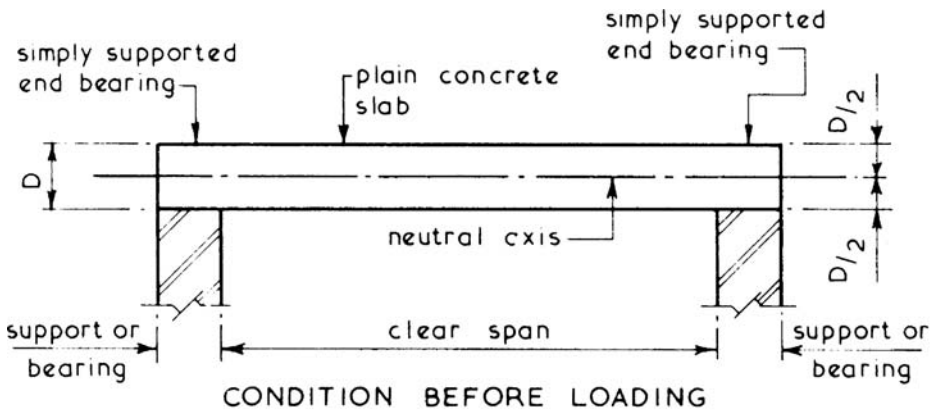 simply supported
end bearing
plain concrete
slab
simply supported
end bearing
D/2
D
neutral cxis
D/2
support or
bearing
clear span
support or
bearing
CONDITION BEFORE LOADING